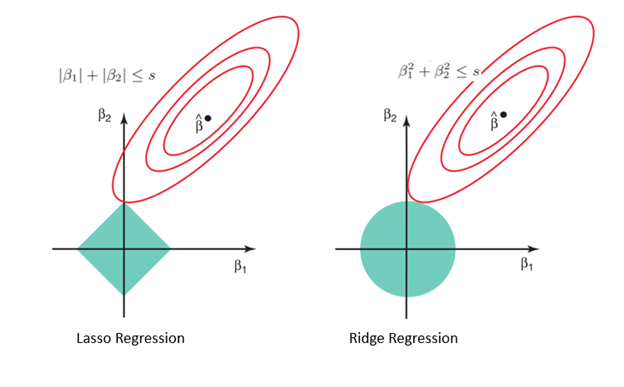 |β₁| + |β₂| ≤ s
β₂
β̂
β₁
Lasso Regression
β₁² + β₂² ≤ s
β₂
β̂
β₁
Ridge Regression